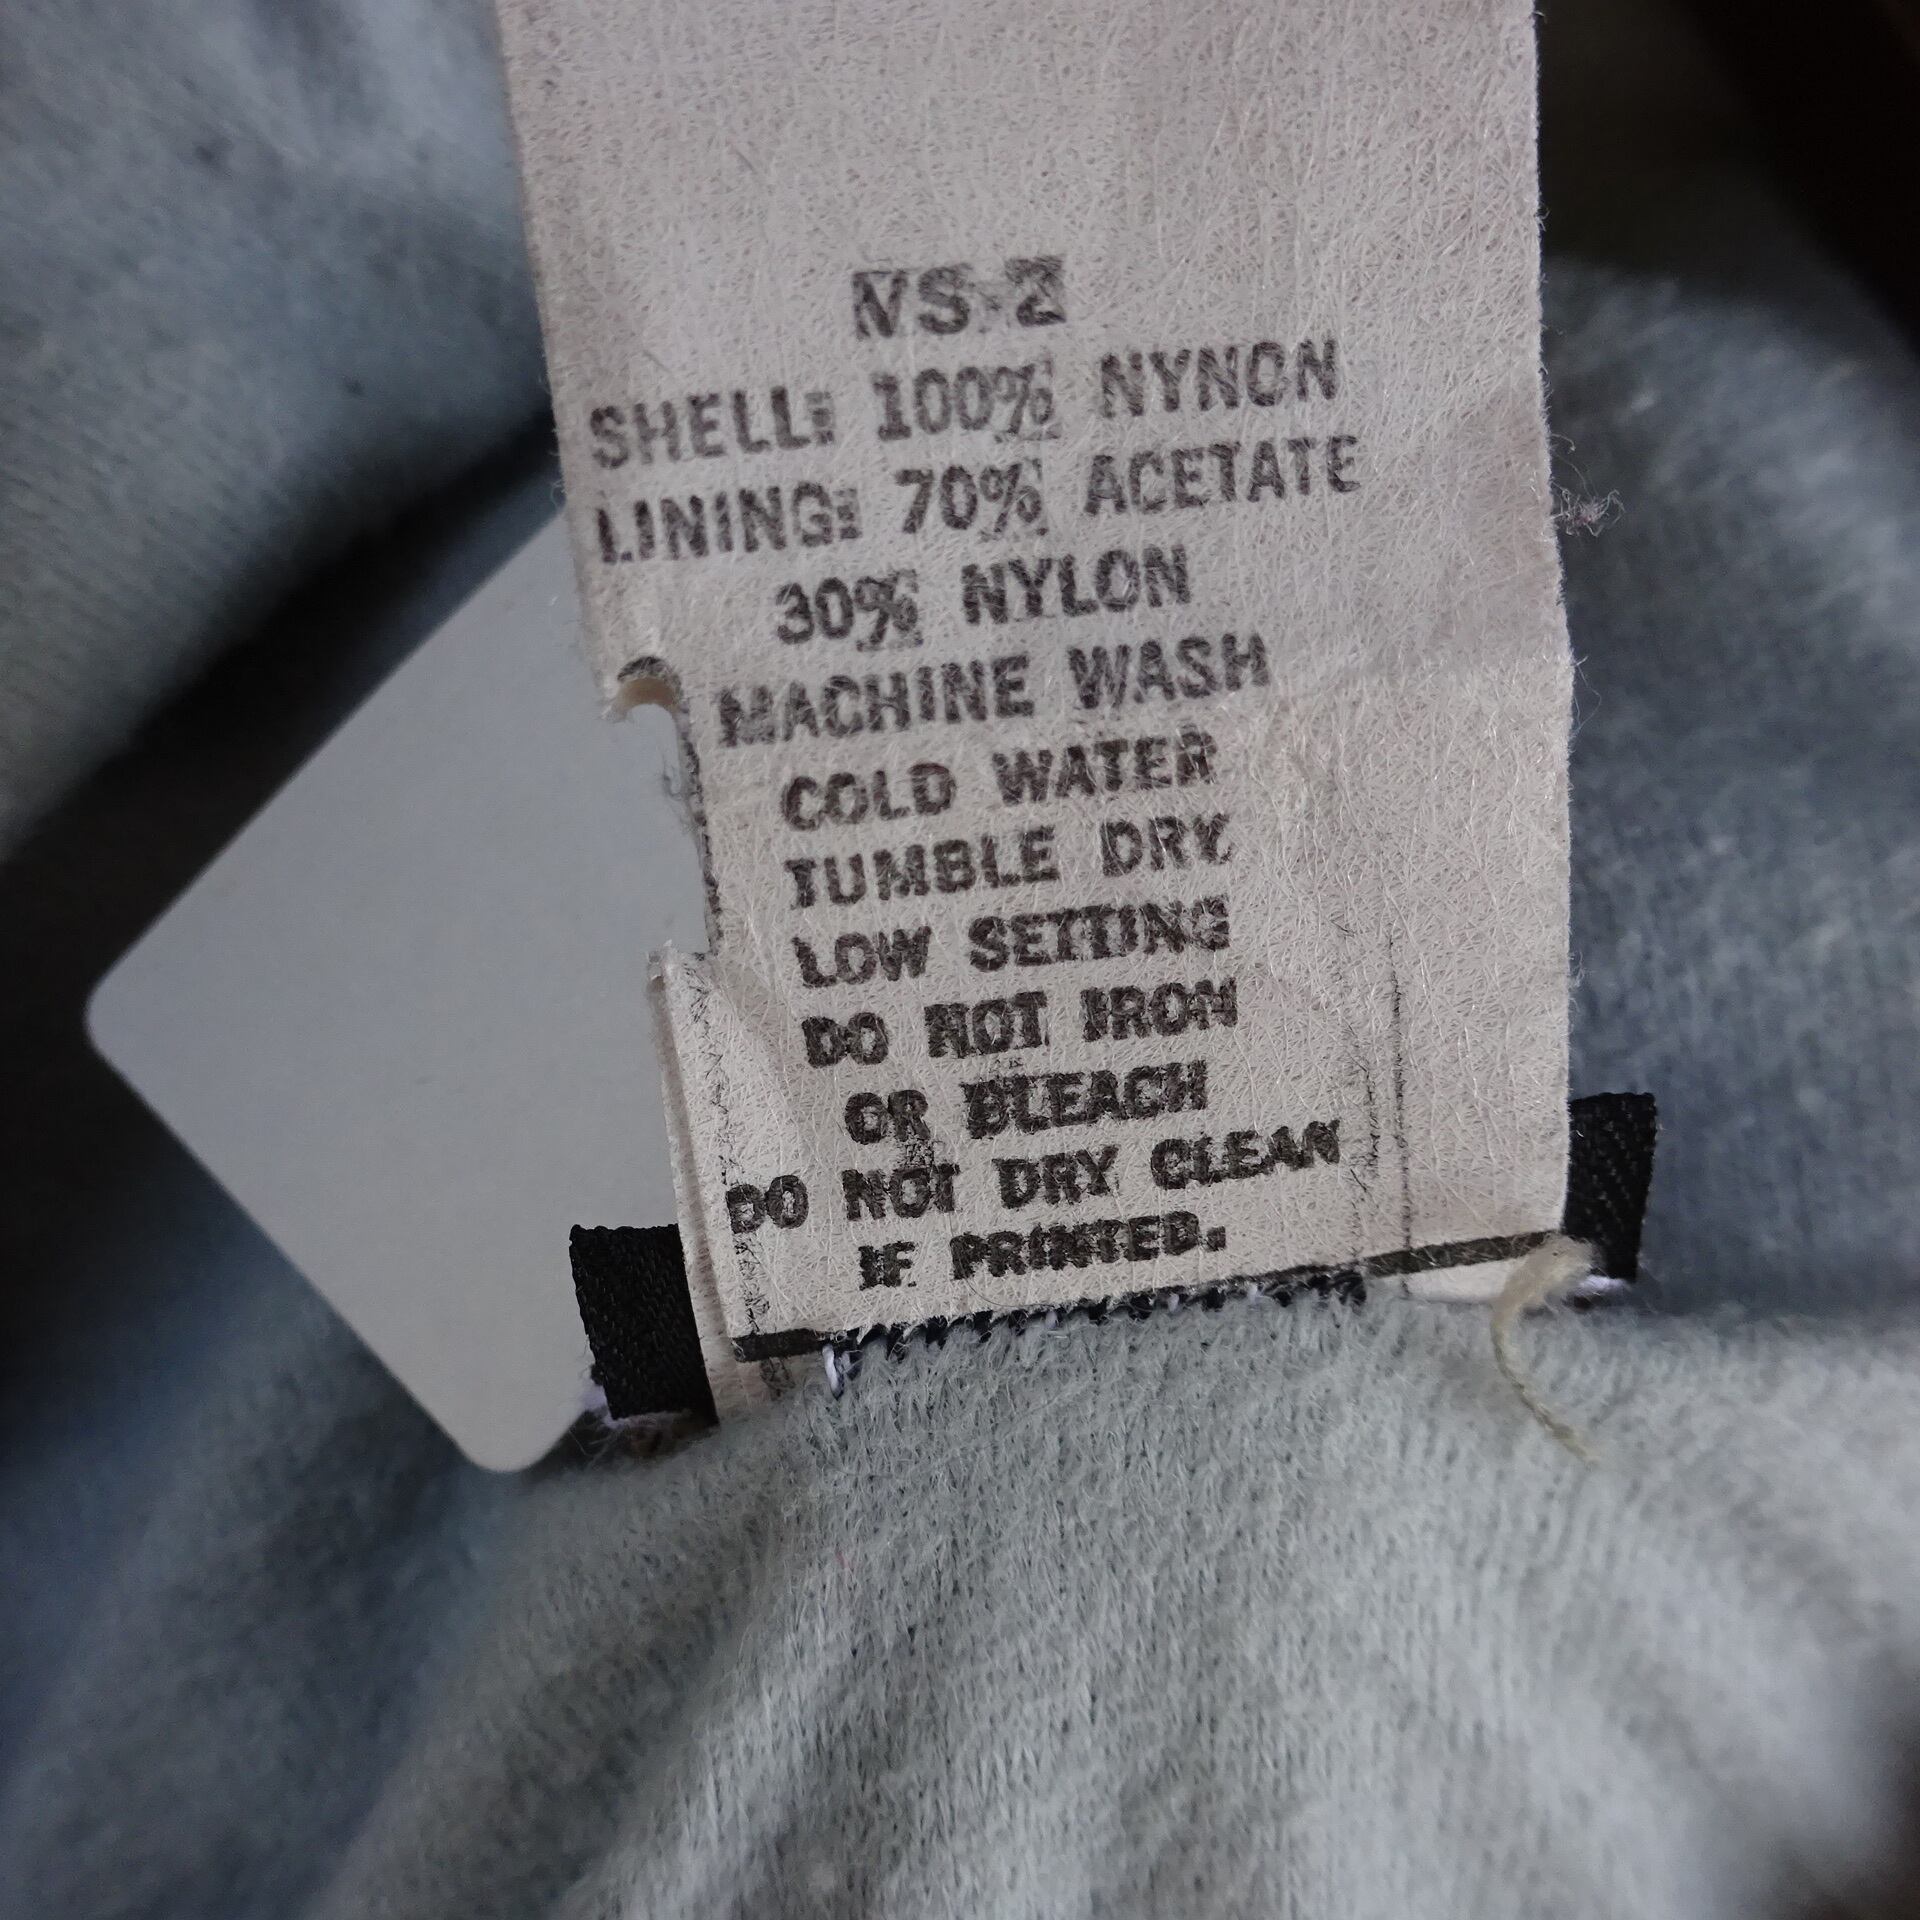 NS-2
SHELL: 100% NYNON
LINING: 70% ACETATE
30% NYLON
MACHINE WASH
COLD WATER
TUMBLE DRY
LOW SETTING
DO NOT IRON
OR BLEACH
DO NOT DRY CLEAN
IF PRINTED.